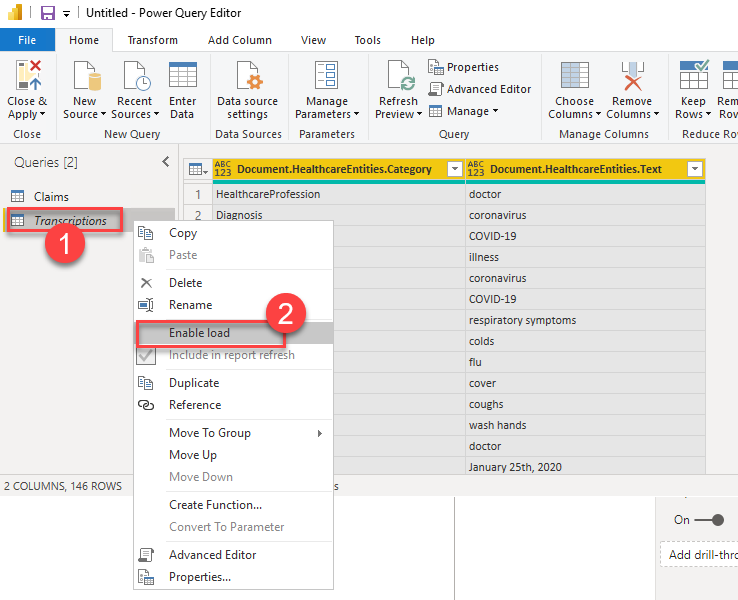 Untitled - Power Query Editor
File Home Transform Add Column View Tools Help
Close & Apply
New Source
Recent Sources
Enter Data
Data source settings
Manage Parameters
Refresh Preview
Properties
Advanced Editor
Manage
Choose Columns
Remove Columns
Keep Rows
Rem
Row
Close New Query Data Sources Parameters Query Manage Columns Reduce Row
Queries [2]
ABC 123 Document.HealthcareEntities.Category ABC 123 Document.HealthcareEntities.Text
Claims
Transcriptions
1
1 HealthcareProfession doctor
2 Diagnosis coronavirus
COVID-19
illness
coronavirus
COVID-19
respiratory symptoms
colds
flu
cover
coughs
wash hands
doctor
January 25th, 2020
Copy
Paste
Delete
Rename
2
Enable load
Include in report refresh
Duplicate
Reference
Move To Group
Move Up
Move Down
Create Function...
Convert To Parameter
Advanced Editor
Properties...
2 COLUMNS, 146 ROWS
s
On
Add drill-thro